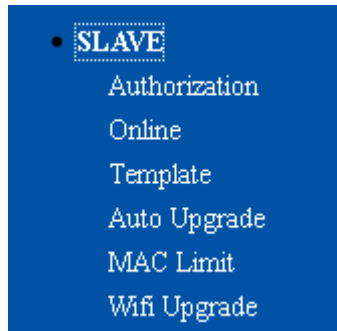 SLAVE
Authorization
Online
Template
Auto Upgrade
MAC Limit
Wifi Upgrade